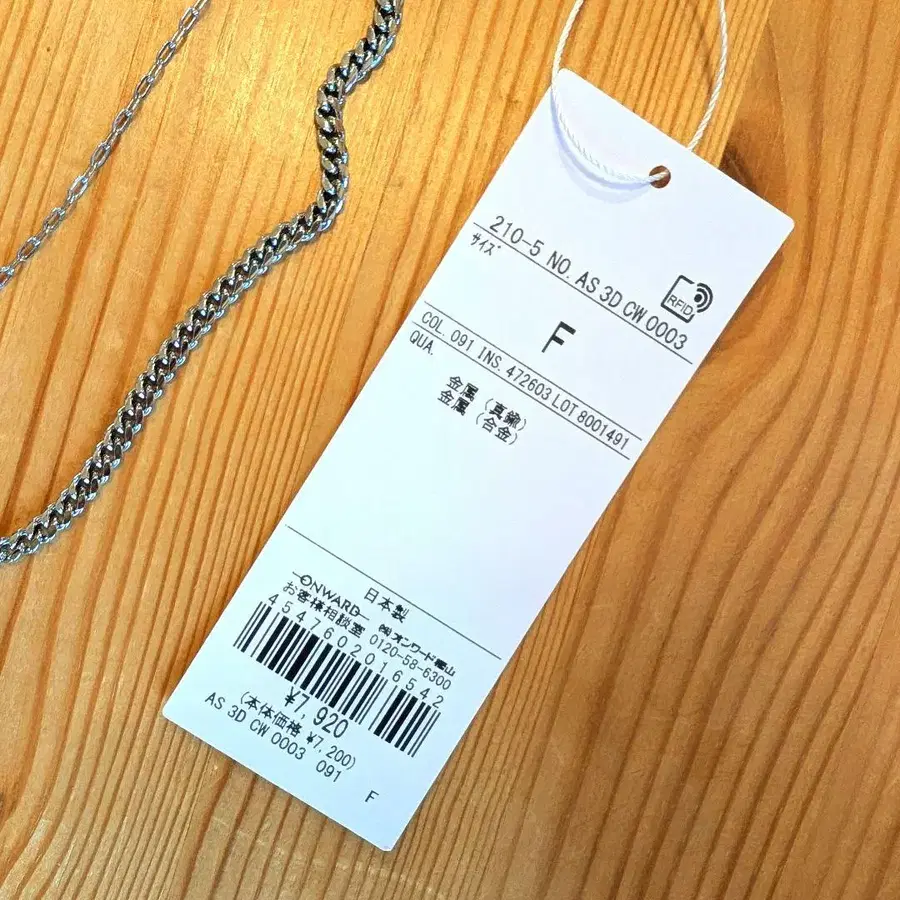 210-5 NO. AS 3D CW 0003
サイズ
RFID
F
COL. 091 INS. 472603 LOT 8001491
QUA.
金属 (真鍮)
金属 (合金)
日本製
ONWARD ㈱オンワード樫山
お客様相談室 0120-58-6300
4547602016542
¥7,920
(本体価格 ¥7,200)
AS 3D CW 0003 091 F